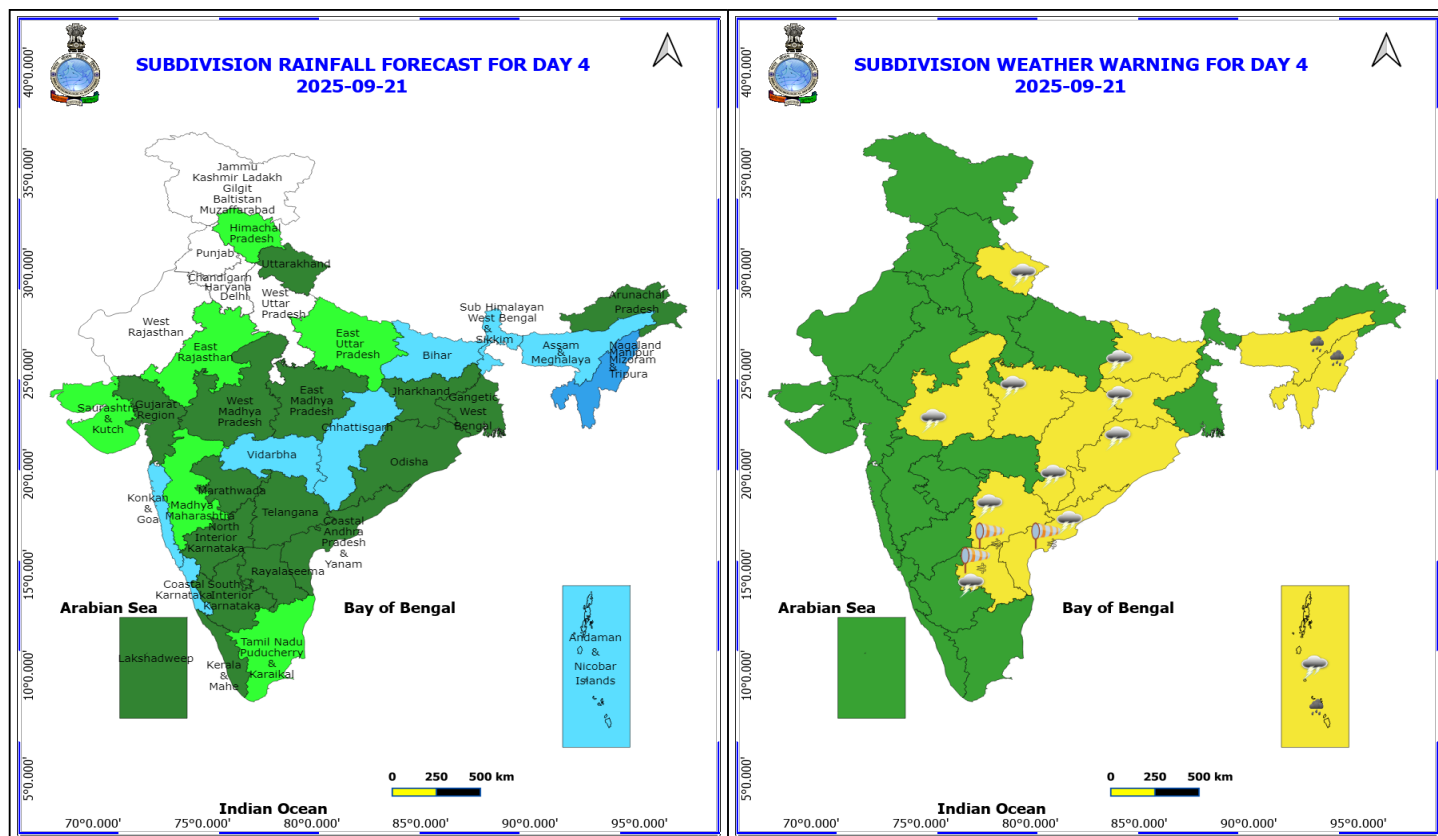 SUBDIVISION RAINFALL FORECAST FOR DAY 4
2025-09-21
40°0.000'
35°0.000'
30°0.000'
25°0.000'
20°0.000'
15°0.000'
10°0.000'
5°0.000'
Jammu
Kashmir Ladakh
Gilgit
Baltistan
Muzaffarabad
Himachal
Pradesh
Punjab
Uttarakhand
Chandigarh
Haryana
Delhi
West
Uttar
Pradesh
West
Rajasthan
East
Rajasthan
East
Uttar
Pradesh
Bihar
Sub Himalayan
West Bengal
&
Sikkim
Arunachal
Pradesh
Assam
&
Meghalaya
Nagaland
Manipur
Mizoram
&
Tripura
Saurashtra
&
Kutch
Gujarat
Region
West
Madhya
Pradesh
East
Madhya
Pradesh
Jharkhand
Gangetic
West
Bengal
Chhattisgarh
Vidarbha
Odisha
Konkan
&
Goa
Madhya
Maharashtra
Marathwada
Telangana
North
Interior
Karnataka
Coastal
Andhra
Pradesh
&
Yanam
Rayalaseema
Coastal
Karnataka
South
Interior
Karnataka
Arabian Sea
Bay of Bengal
Lakshadweep
Kerala
&
Mahe
Tamil Nadu
Puducherry
&
Karaikal
Andaman
&
Nicobar
Islands
0 250 500 km
Indian Ocean
70°0.000' 75°0.000' 80°0.000' 85°0.000' 90°0.000' 95°0.000'
SUBDIVISION WEATHER WARNING FOR DAY 4
2025-09-21
40°0.000'
35°0.000'
30°0.000'
25°0.000'
20°0.000'
15°0.000'
10°0.000'
5°0.000'
Arabian Sea
Bay of Bengal
0 250 500 km
Indian Ocean
70°0.000' 75°0.000' 80°0.000' 85°0.000' 90°0.000' 95°0.000'